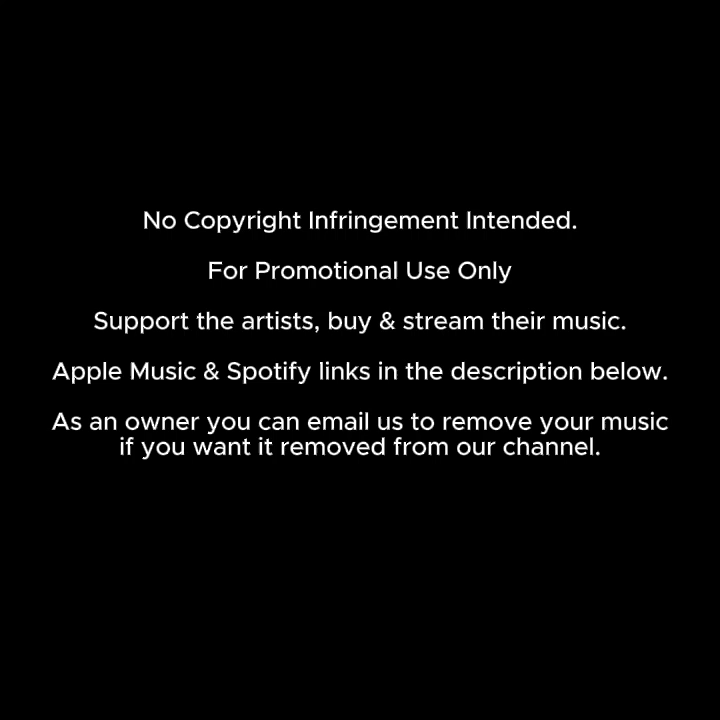 No Copyright Infringement Intended.
For Promotional Use Only
Support the artists, buy & stream their music.
Apple Music & Spotify links in the description below.
As an owner you can email us to remove your music
if you want it removed from our channel.